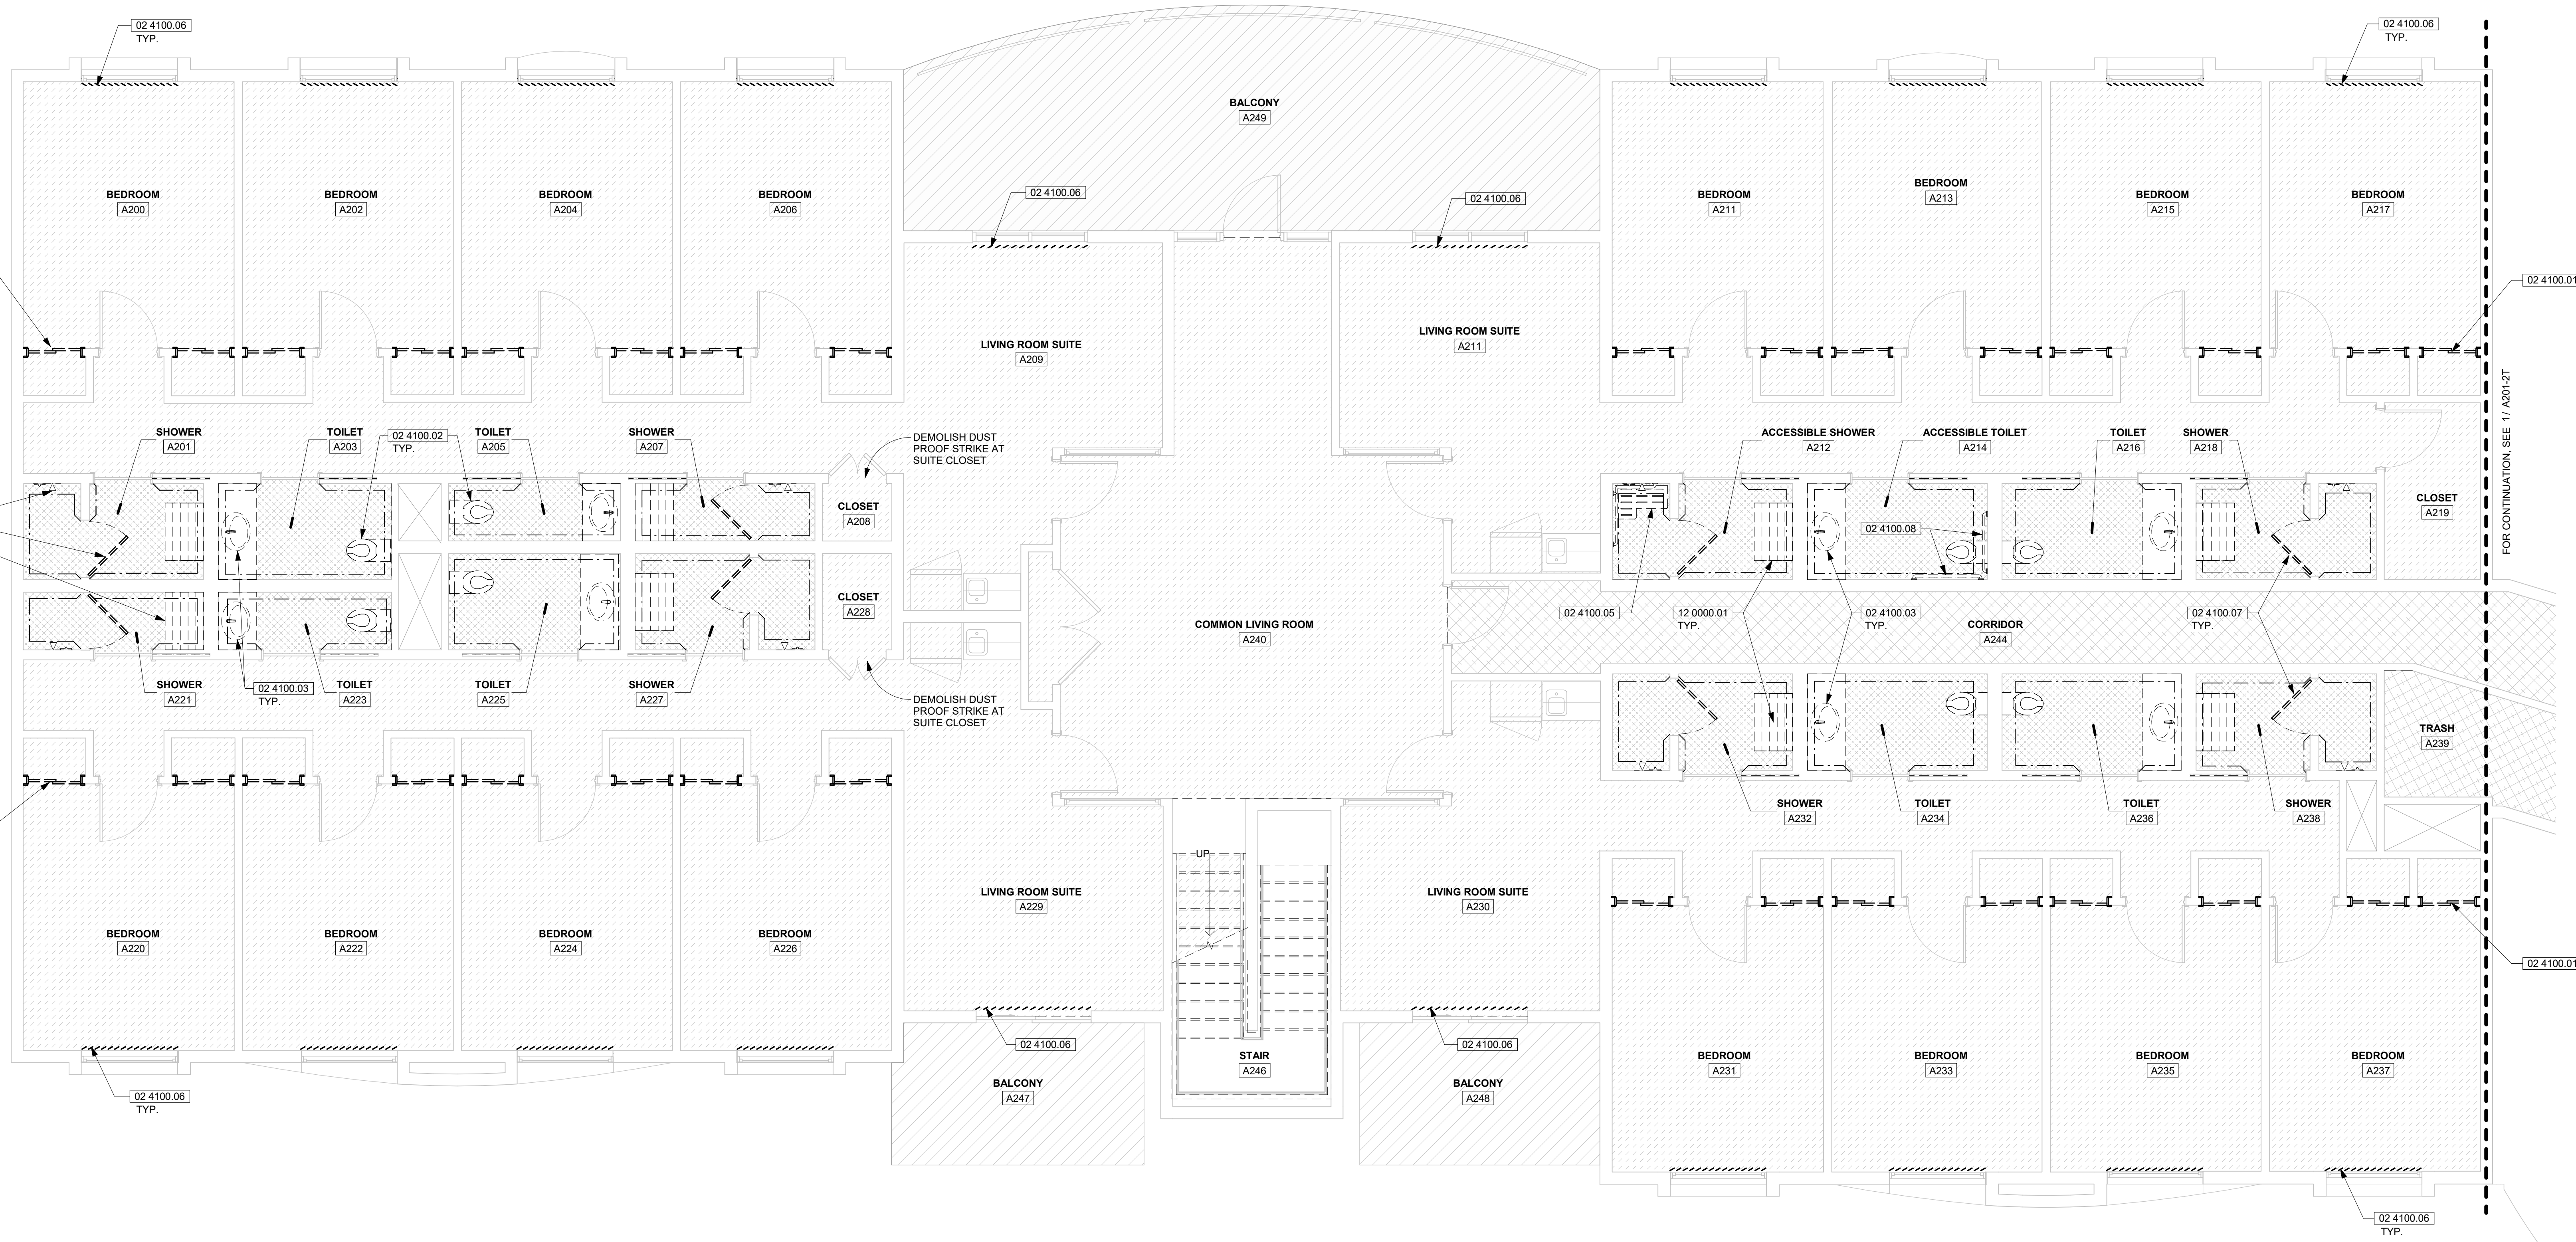 02 4100.06
TYP.
02 4100.06
TYP.
BALCONY
A249
BEDROOM
A200
BEDROOM
A202
BEDROOM
A204
BEDROOM
A206
02 4100.06
02 4100.06
BEDROOM
A211
BEDROOM
A213
BEDROOM
A215
BEDROOM
A217
02 4100.01
LIVING ROOM SUITE
A209
LIVING ROOM SUITE
A211
FOR CONTINUATION, SEE 1 / A201-2T
SHOWER
A201
TOILET
A203
02 4100.02
TYP.
TOILET
A205
SHOWER
A207
DEMOLISH DUST
PROOF STRIKE AT
SUITE CLOSET
ACCESSIBLE SHOWER
A212
ACCESSIBLE TOILET
A214
TOILET
A216
SHOWER
A218
CLOSET
A208
CLOSET
A219
02 4100.08
CLOSET
A228
COMMON LIVING ROOM
A240
02 4100.05
12 0000.01
TYP.
02 4100.03
TYP.
CORRIDOR
A244
02 4100.07
TYP.
SHOWER
A221
02 4100.03
TYP.
TOILET
A223
TOILET
A225
SHOWER
A227
DEMOLISH DUST
PROOF STRIKE AT
SUITE CLOSET
TRASH
A239
SHOWER
A232
TOILET
A234
TOILET
A236
SHOWER
A238
UP
LIVING ROOM SUITE
A229
LIVING ROOM SUITE
A230
BEDROOM
A220
BEDROOM
A222
BEDROOM
A224
BEDROOM
A226
02 4100.01
02 4100.06
02 4100.06
STAIR
A246
BEDROOM
A231
BEDROOM
A233
BEDROOM
A235
BEDROOM
A237
BALCONY
A247
BALCONY
A248
02 4100.06
TYP.
02 4100.06
TYP.